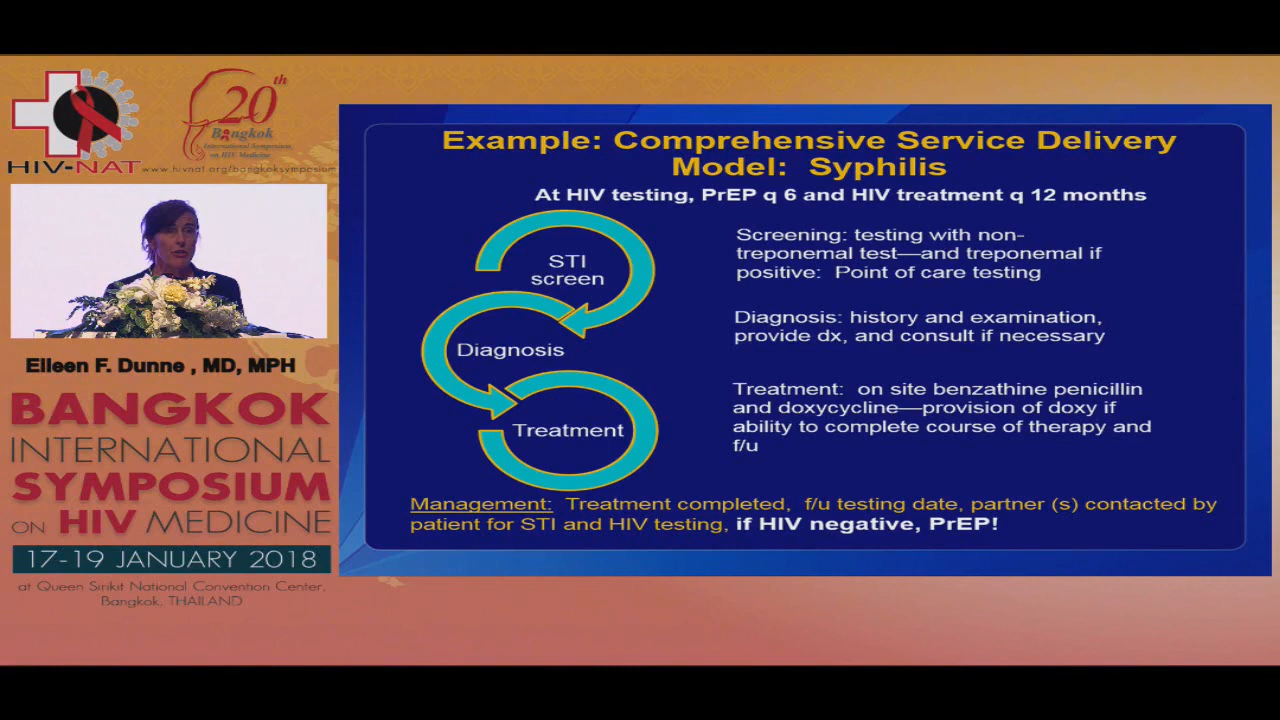 HIV-NAT
20th
Bangkok
International Symposium
on HIV Medicine
www.hivnat.org/bangkoksymposium
Eileen F. Dunne , MD, MPH
BANGKOK
INTERNATIONAL
SYMPOSIUM
ON HIV MEDICINE
17-19 JANUARY 2018
at Queen Sirikit National Convention Center,
Bangkok, THAILAND
Example: Comprehensive Service Delivery
Model: Syphilis
At HIV testing, PrEP q 6 and HIV treatment q 12 months
STI
screen
Diagnosis
Treatment
Screening: testing with non-
treponemal test—and treponemal if
positive: Point of care testing
Diagnosis: history and examination,
provide dx, and consult if necessary
Treatment: on site benzathine penicillin
and doxycycline—provision of doxy if
ability to complete course of therapy and
f/u
Management: Treatment completed, f/u testing date, partner (s) contacted by
patient for STI and HIV testing, if HIV negative, PrEP!